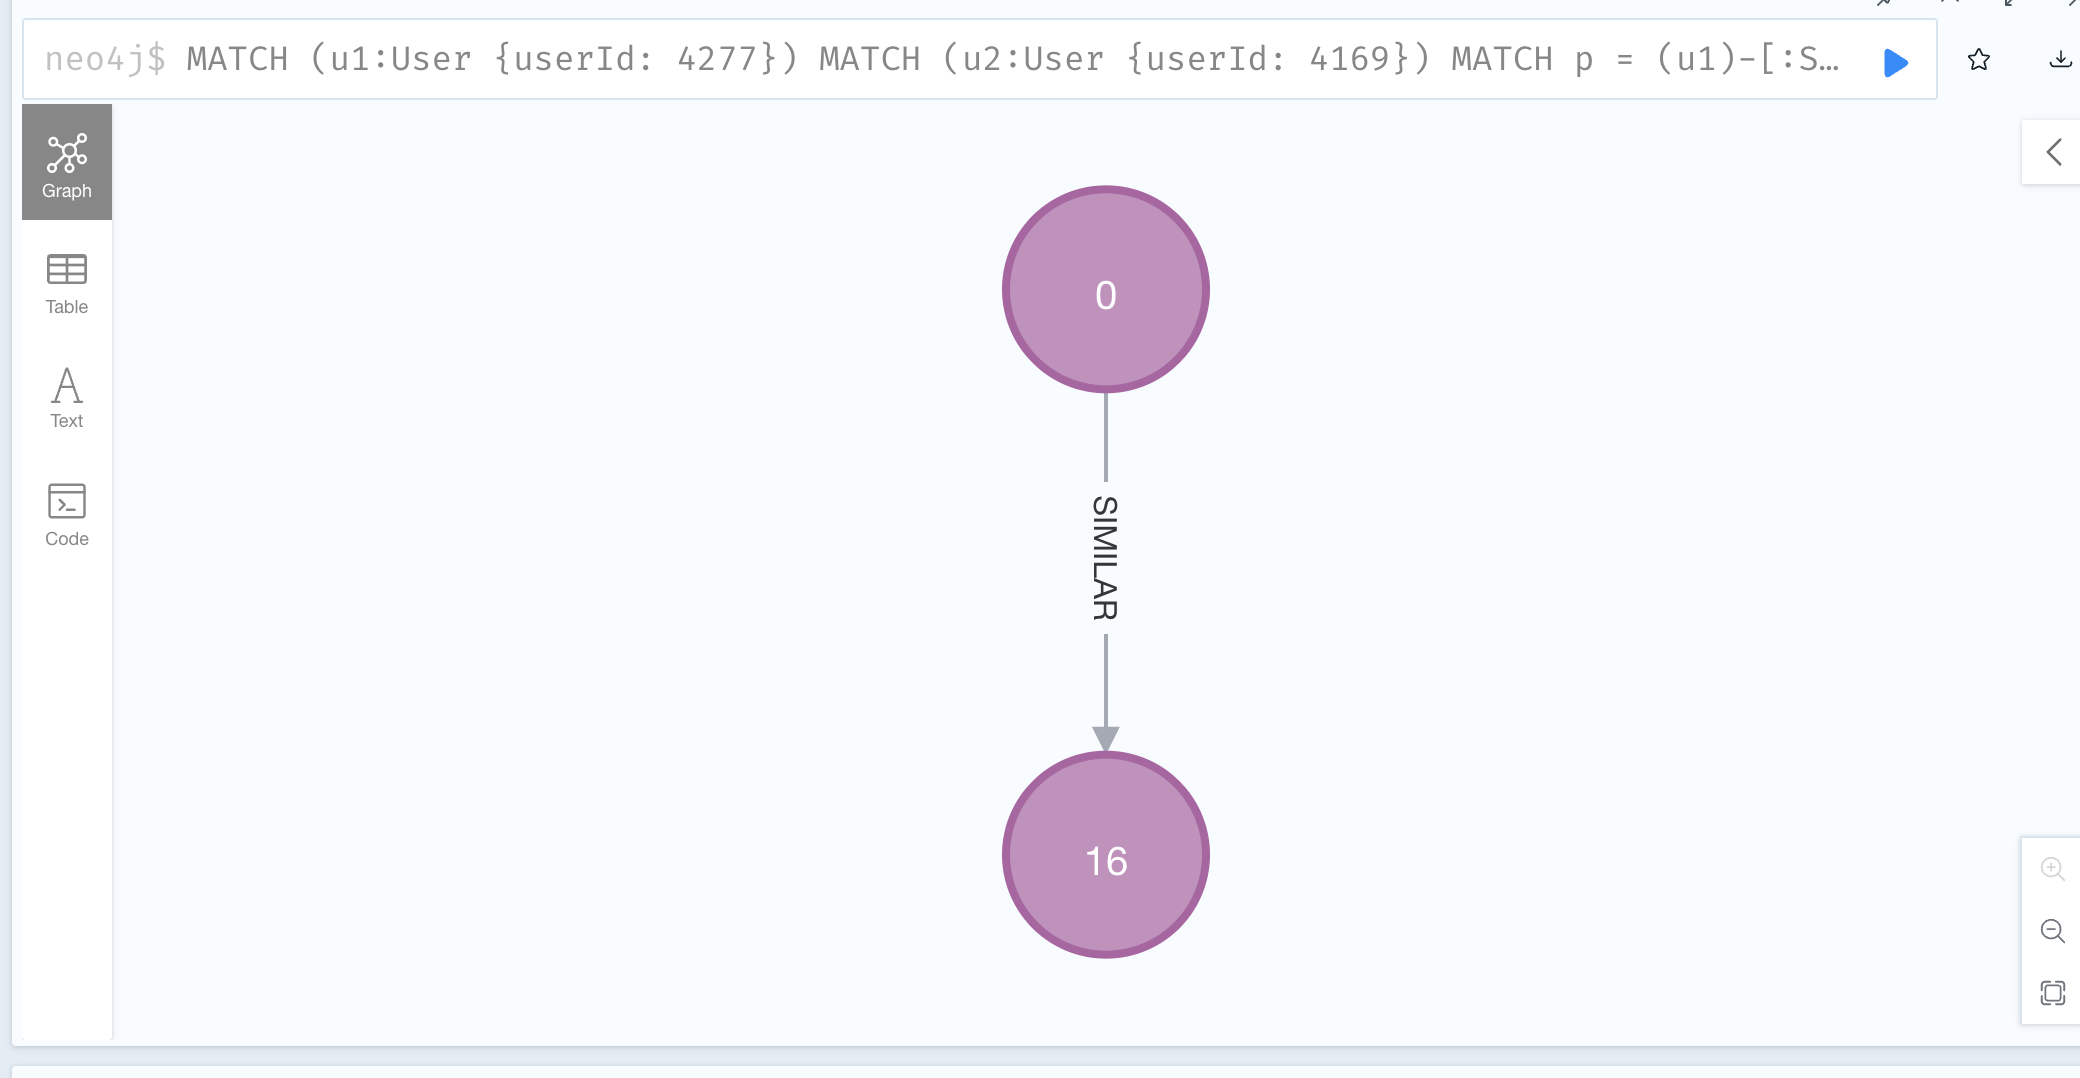 neo4j$ MATCH (u1:User {userId: 4277}) MATCH (u2:User {userId: 4169}) MATCH p = (u1)-[:S…
Graph
Table
Text
Code
0
SIMILAR
16